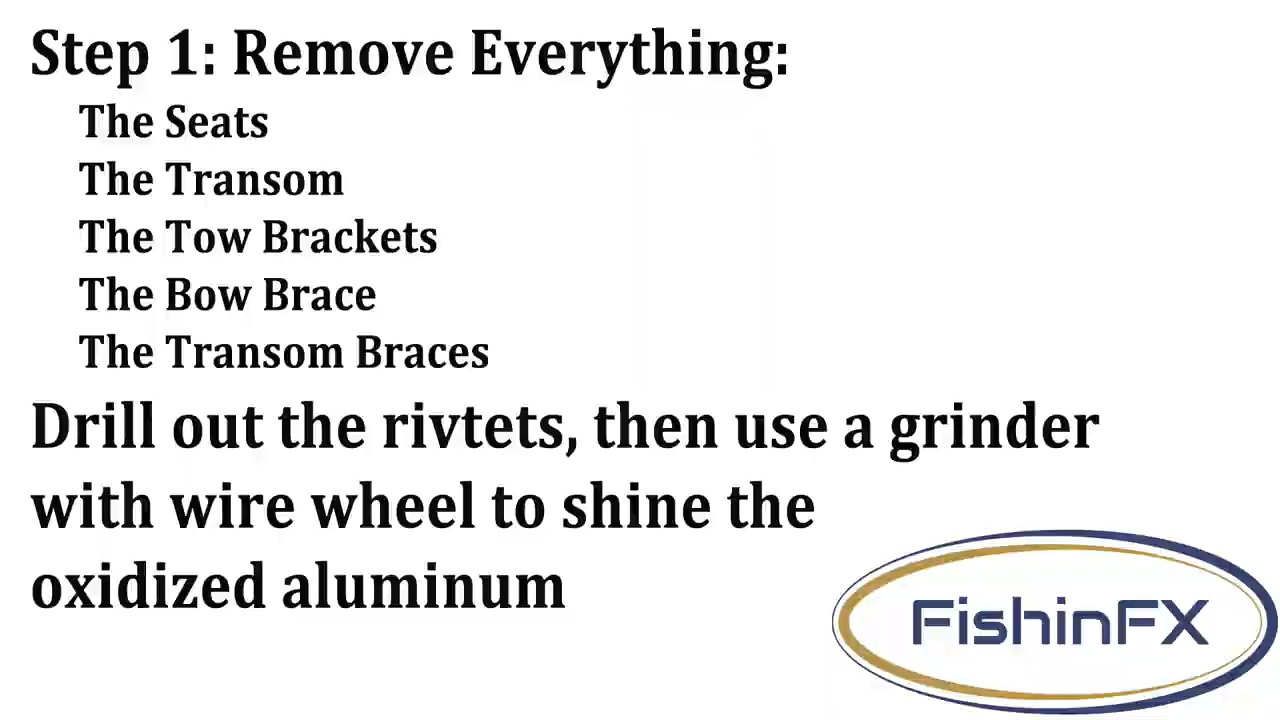 Step 1: Remove Everything:
The Seats
The Transom
The Tow Brackets
The Bow Brace
The Transom Braces
Drill out the rivtets, then use a grinder
with wire wheel to shine the
oxidized aluminum
FishinFX